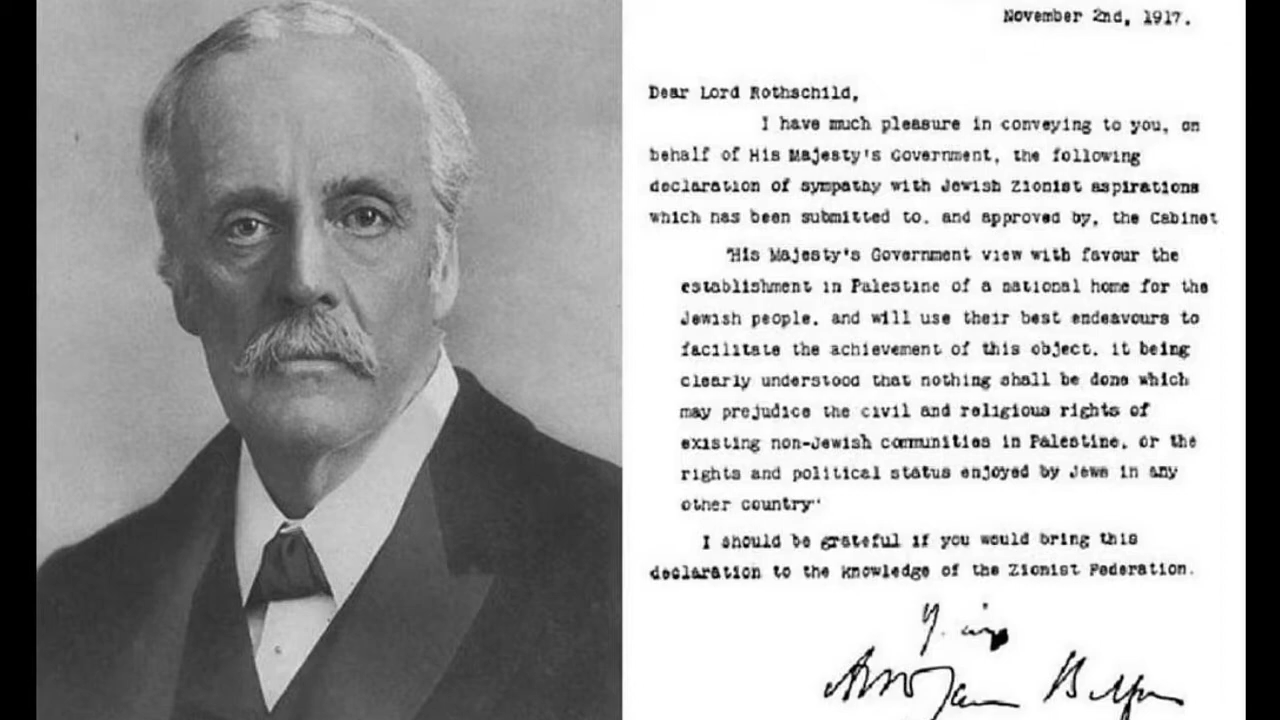 November 2nd, 1917.
Dear Lord Rothschild,
I have much pleasure in conveying to you, on
behalf of His Majesty's Government, the following
declaration of sympathy with Jewish Zionist aspirations
which has been submitted to, and approved by, the Cabinet
"His Majesty's Government view with favour the
establishment in Palestine of a national home for the
Jewish people, and will use their best endeavours to
facilitate the achievement of this object, it being
clearly understood that nothing shall be done which
may prejudice the civil and religious rights of
existing non-Jewish communities in Palestine, or the
rights and political status enjoyed by Jews in any
other country"
I should be grateful if you would bring this
declaration to the knowledge of the Zionist Federation.